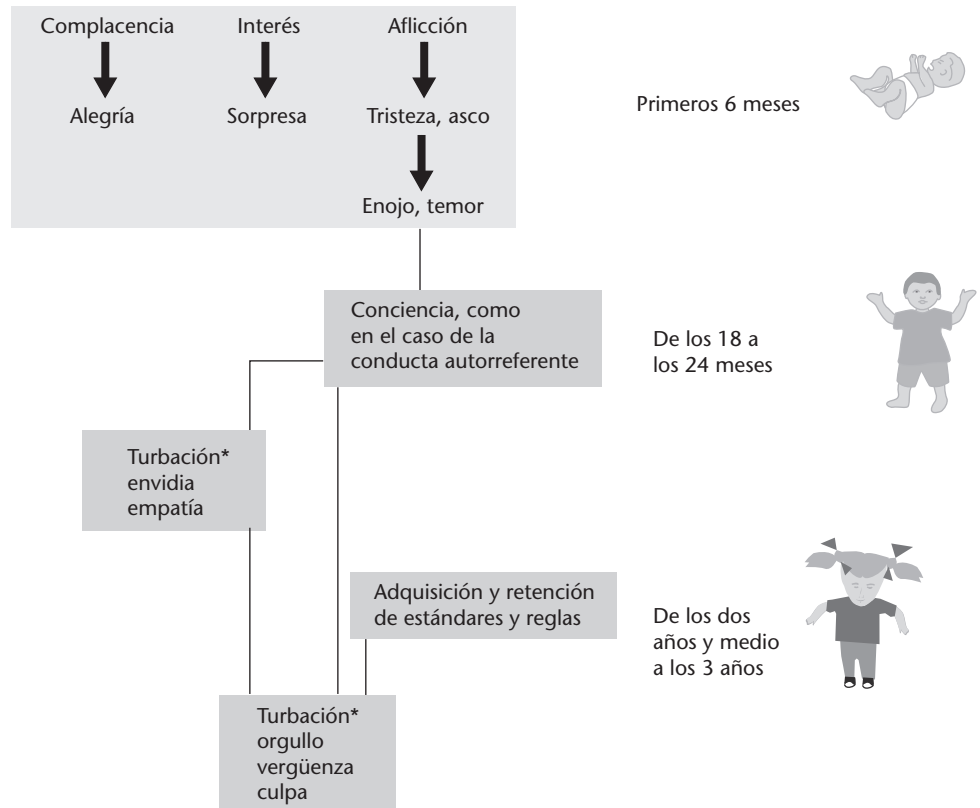 Complacencia
Interés
Aflicción
Alegría
Sorpresa
Tristeza, asco
Enojo, temor
Primeros 6 meses
Conciencia, como
en el caso de la
conducta autorreferente
De los 18 a
los 24 meses
Turbación*
envidia
empatía
Adquisición y retención
de estándares y reglas
De los dos
años y medio
a los 3 años
Turbación*
orgullo
vergüenza
culpa